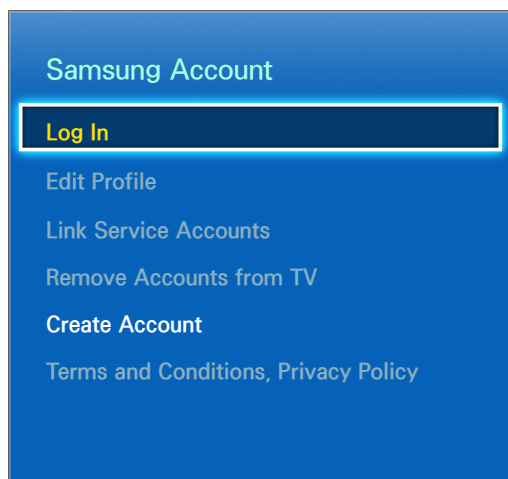 Samsung Account
Log In
Edit Profile
Link Service Accounts
Remove Accounts from TV
Create Account
Terms and Conditions, Privacy Policy